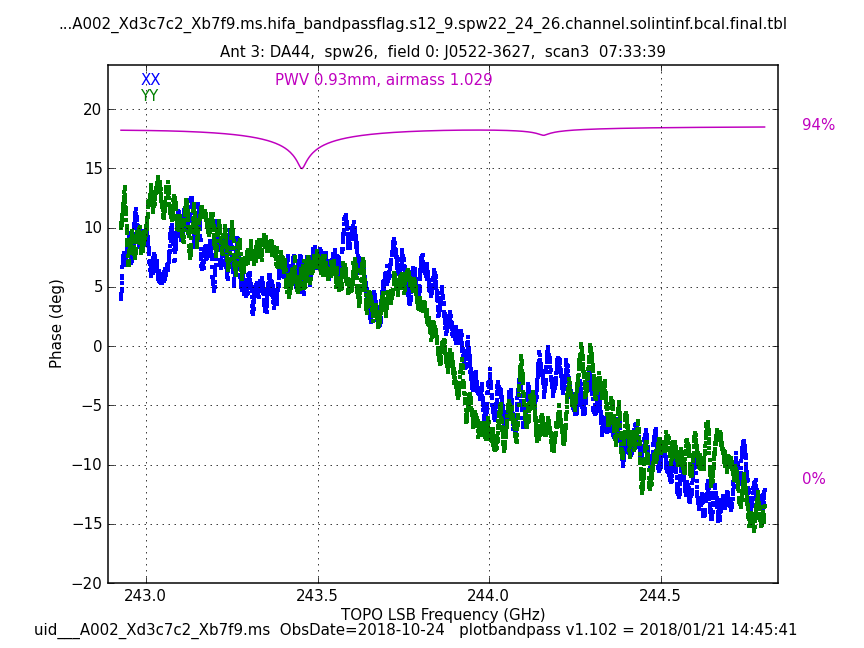 ...A002_Xd3c7c2_Xb7f9.ms.hifa_bandpassflag.s12_9.spw22_24_26.channel.solintinf.bcal.final.tbl
Ant 3: DA44,  spw26,  field 0: J0522-3627,  scan3  07:33:39
XX
PWV 0.93mm, airmass 1.029
YY
94%
0%
Phase (deg)
20
15
10
5
0
−5
−10
−15
−20
243.0
243.5
244.0
244.5
TOPO LSB Frequency (GHz)
uid___A002_Xd3c7c2_Xb7f9.ms  ObsDate=2018-10-24   plotbandpass v1.102 = 2018/01/21 14:45:41